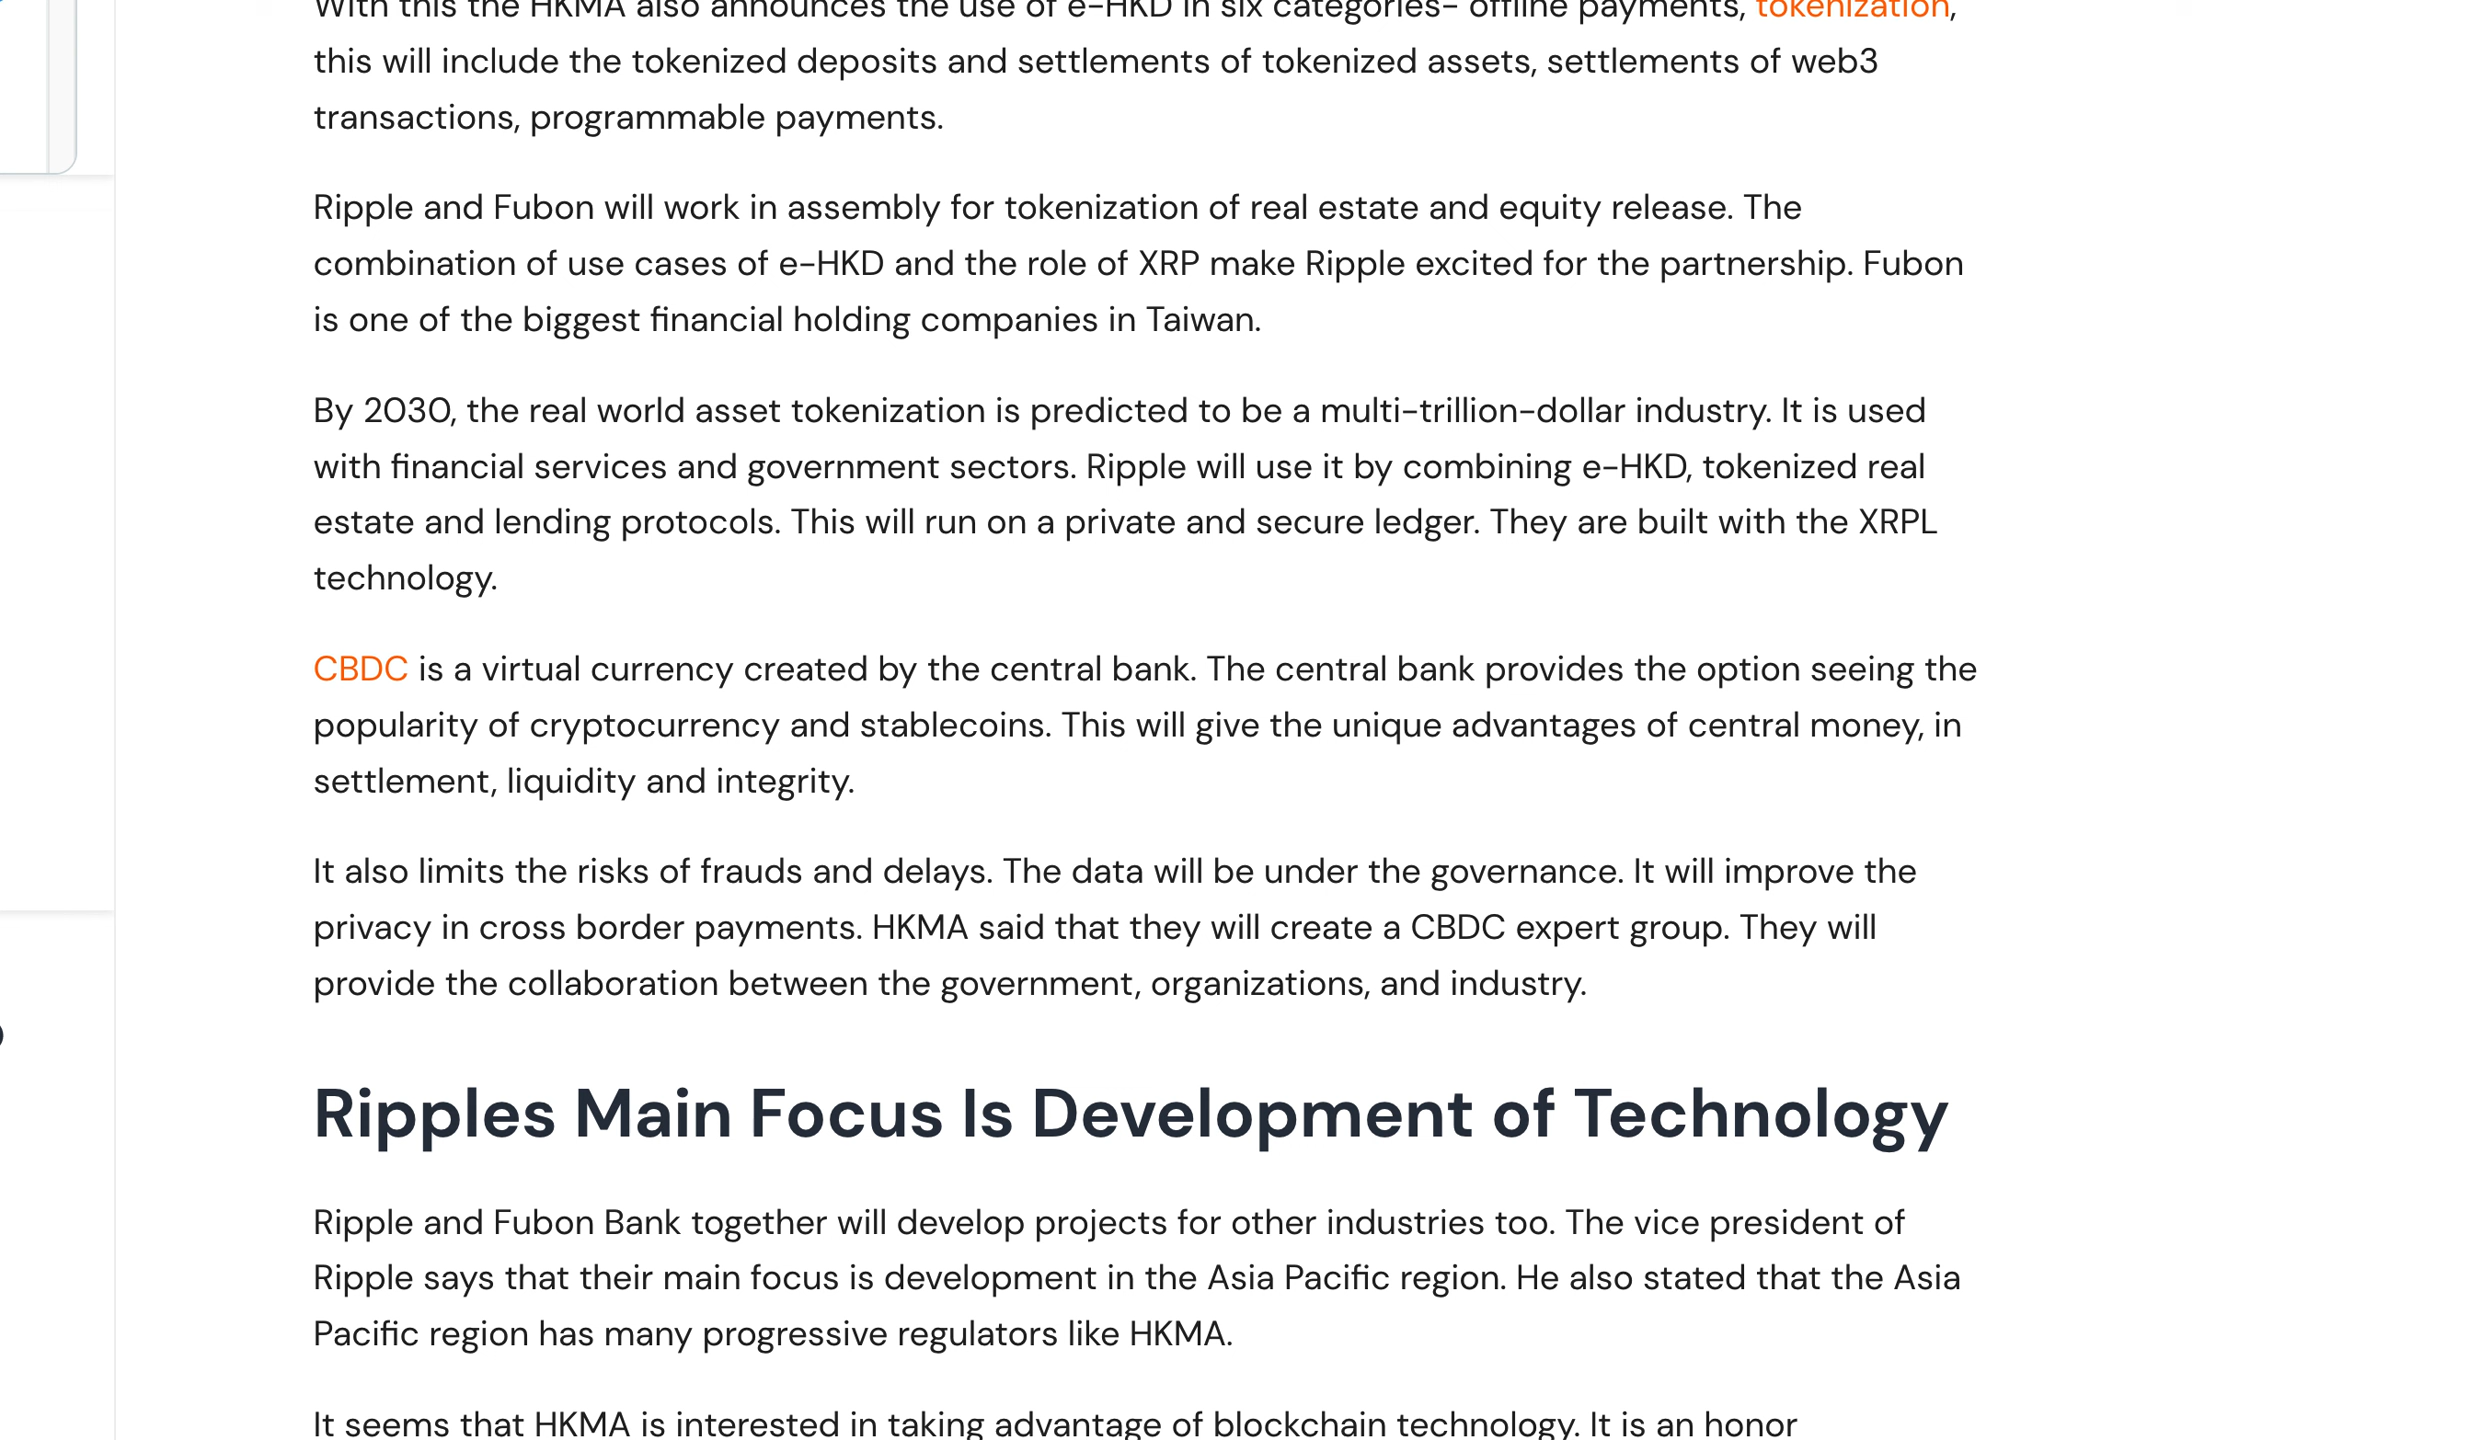 With this the HKMA also announces the use of e-HKD in six categories- offline payments, tokenization,
this will include the tokenized deposits and settlements of tokenized assets, settlements of web3
transactions, programmable payments.
Ripple and Fubon will work in assembly for tokenization of real estate and equity release. The
combination of use cases of e-HKD and the role of XRP make Ripple excited for the partnership. Fubon
is one of the biggest financial holding companies in Taiwan.
By 2030, the real world asset tokenization is predicted to be a multi-trillion-dollar industry. It is used
with financial services and government sectors. Ripple will use it by combining e-HKD, tokenized real
estate and lending protocols. This will run on a private and secure ledger. They are built with the XRPL
technology.
CBDC is a virtual currency created by the central bank. The central bank provides the option seeing the
popularity of cryptocurrency and stablecoins. This will give the unique advantages of central money, in
settlement, liquidity and integrity.
It also limits the risks of frauds and delays. The data will be under the governance. It will improve the
privacy in cross border payments. HKMA said that they will create a CBDC expert group. They will
provide the collaboration between the government, organizations, and industry.
Ripples Main Focus Is Development of Technology
Ripple and Fubon Bank together will develop projects for other industries too. The vice president of
Ripple says that their main focus is development in the Asia Pacific region. He also stated that the Asia
Pacific region has many progressive regulators like HKMA.
It seems that HKMA is interested in taking advantage of blockchain technology. It is an honor